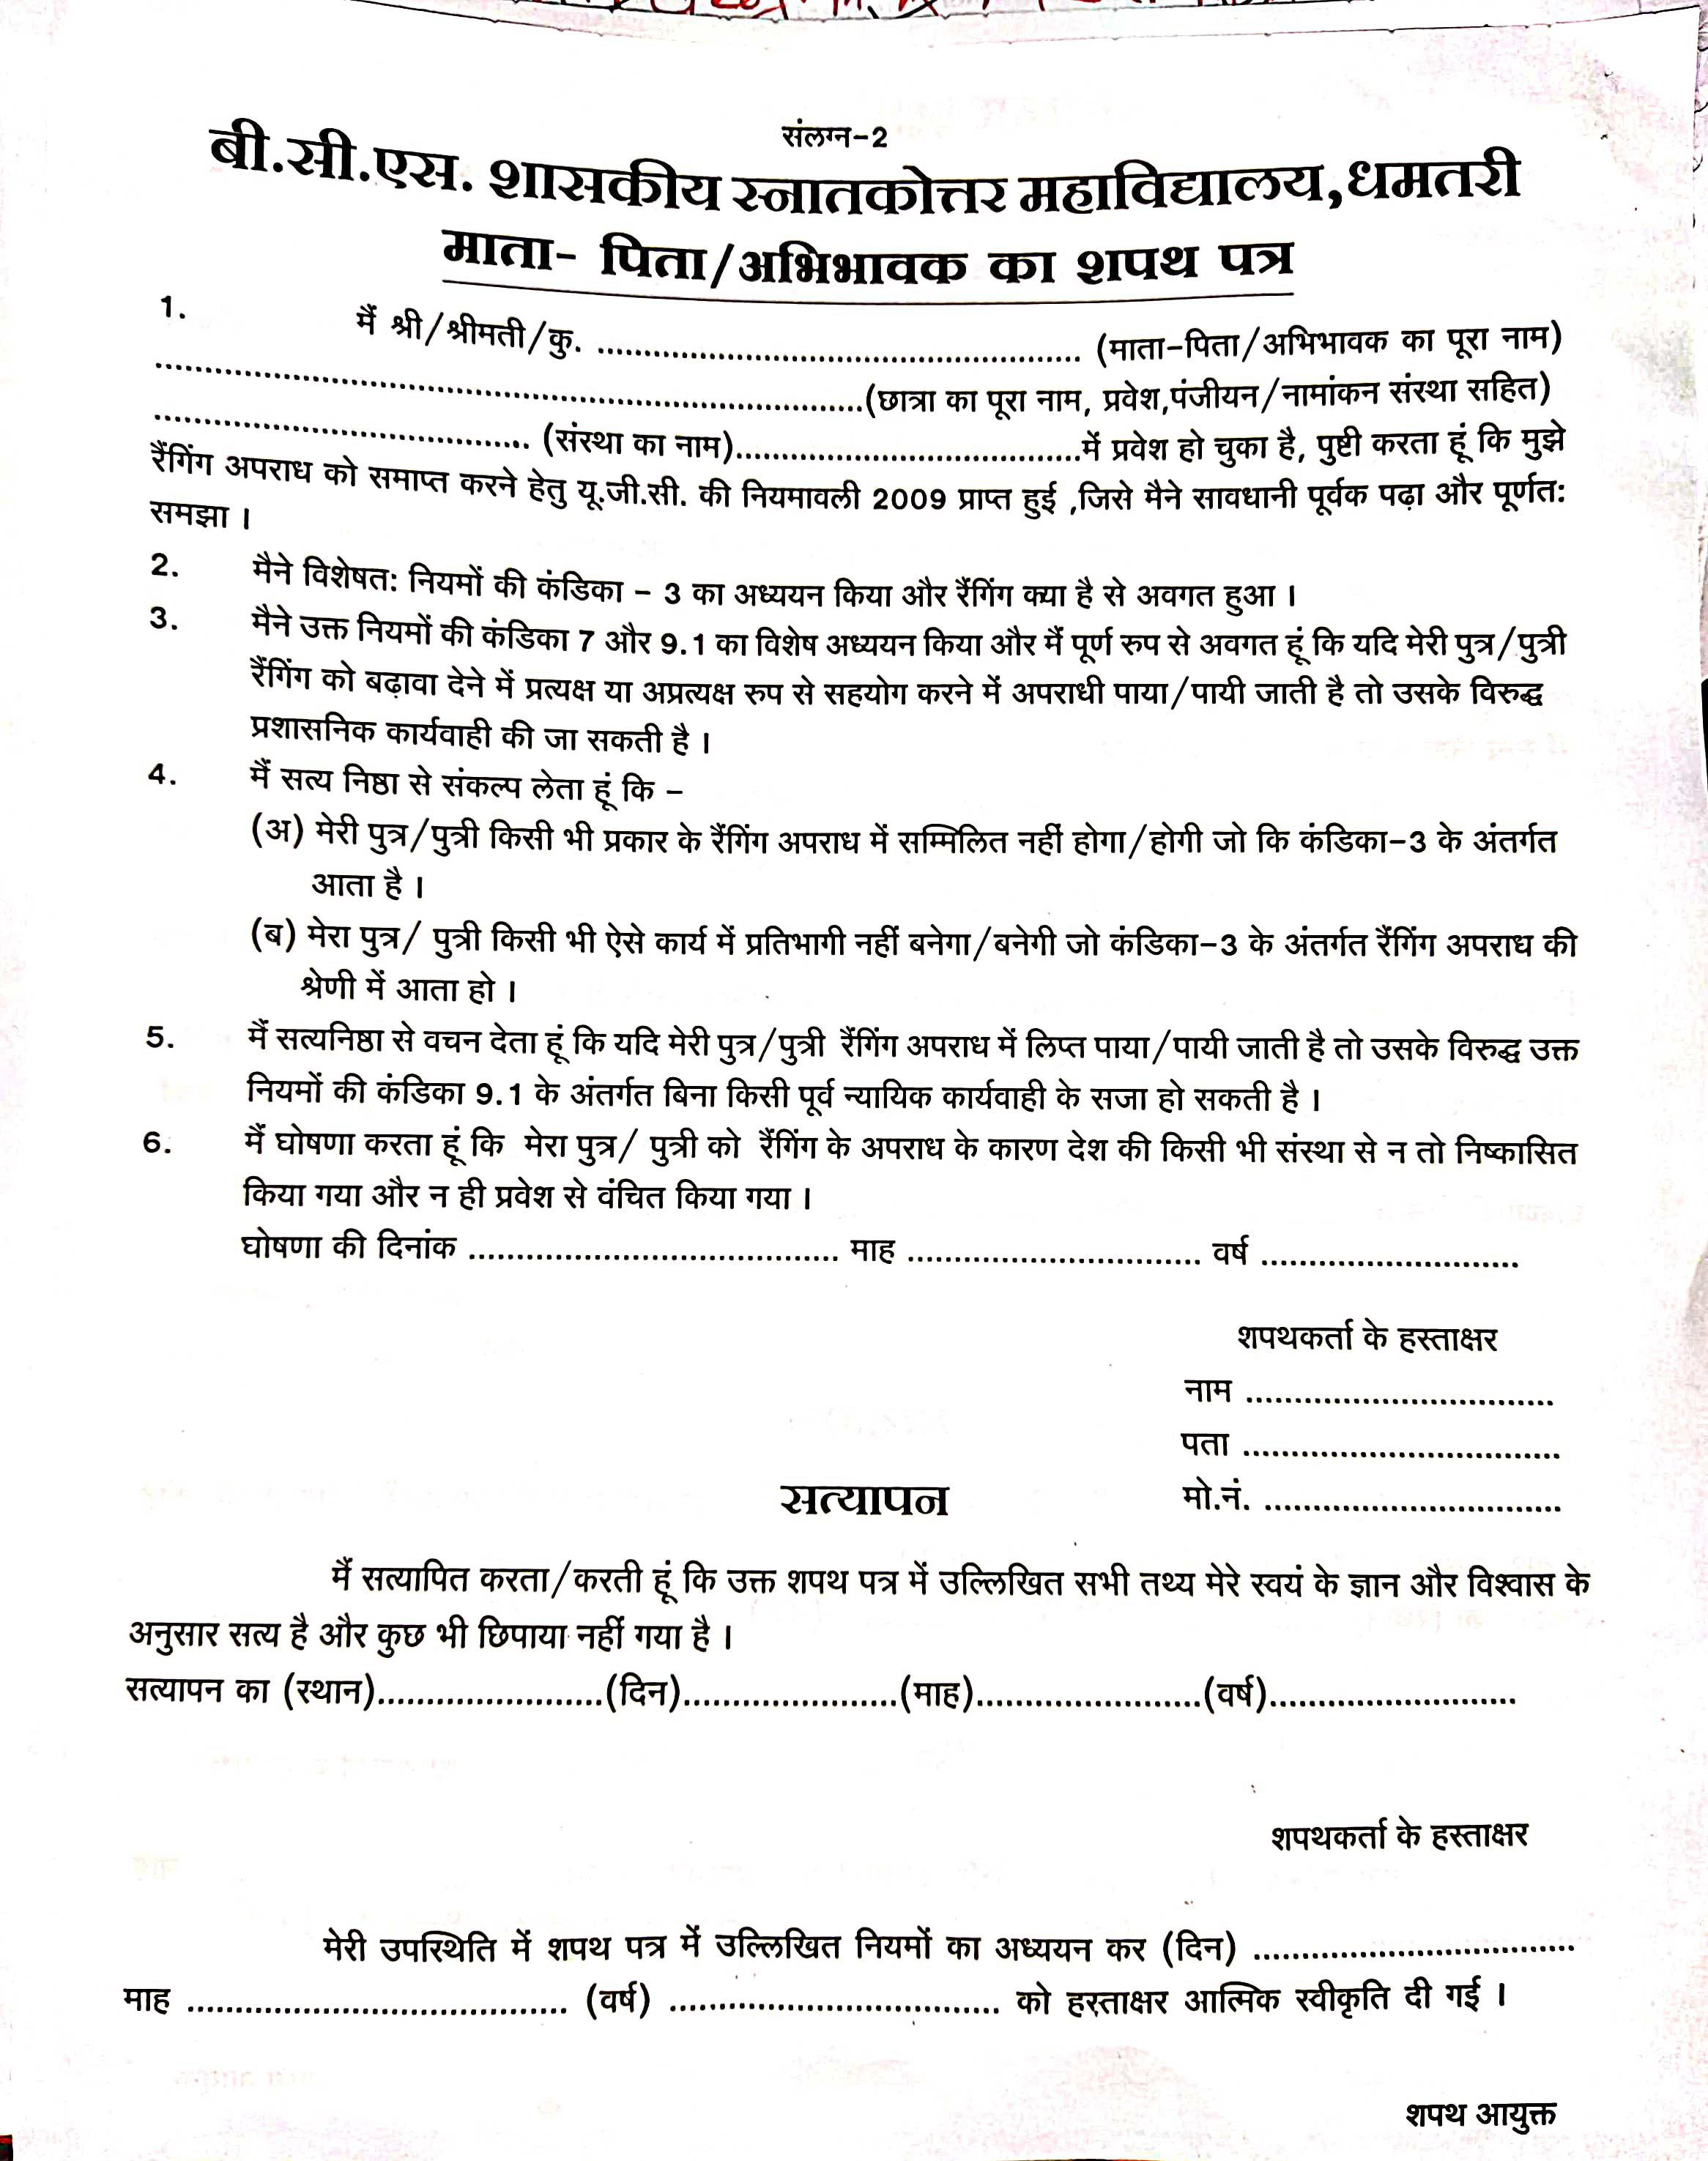 संलग्न-2
बी.सी.एस. शासकीय स्नातकोत्तर महाविद्यालय,धमतरी
माता- पिता/अभिभावक का शपथ पत्र
1. मैं श्री/श्रीमती/कु. .................................................. (माता-पिता/अभिभावक का पूरा नाम)
........................................................................(छात्रा का पूरा नाम, प्रवेश,पंजीयन/नामांकन संस्था सहित)
...................................... (संस्था का नाम)...................................में प्रवेश हो चुका है, पुष्टी करता हूं कि मुझे
रैंगिंग अपराध को समाप्त करने हेतु यू.जी.सी. की नियमावली 2009 प्राप्त हुई ,जिसे मैने सावधानी पूर्वक पढ़ा और पूर्णत:
समझा ।
2. मैने विशेषत: नियमों की कंडिका - 3 का अध्ययन किया और रैंगिंग क्या है से अवगत हुआ ।
3. मैने उक्त नियमों की कंडिका 7 और 9.1 का विशेष अध्ययन किया और मैं पूर्ण रुप से अवगत हूं कि यदि मेरी पुत्र/पुत्री
रैंगिंग को बढ़ावा देने में प्रत्यक्ष या अप्रत्यक्ष रुप से सहयोग करने में अपराधी पाया/पायी जाती है तो उसके विरुद्ध
प्रशासनिक कार्यवाही की जा सकती है ।
4. मैं सत्य निष्ठा से संकल्प लेता हूं कि -
(अ) मेरी पुत्र/पुत्री किसी भी प्रकार के रैंगिंग अपराध में सम्मिलित नहीं होगा/होगी जो कि कंडिका-3 के अंतर्गत
आता है ।
(ब) मेरा पुत्र/ पुत्री किसी भी ऐसे कार्य में प्रतिभागी नहीं बनेगा/बनेगी जो कंडिका-3 के अंतर्गत रैंगिंग अपराध की
श्रेणी में आता हो ।
5. मैं सत्यनिष्ठा से वचन देता हूं कि यदि मेरी पुत्र/पुत्री रैंगिंग अपराध में लिप्त पाया/पायी जाती है तो उसके विरुद्ध उक्त
नियमों की कंडिका 9.1 के अंतर्गत बिना किसी पूर्व न्यायिक कार्यवाही के सजा हो सकती है ।
6. मैं घोषणा करता हूं कि मेरा पुत्र/ पुत्री को रैंगिंग के अपराध के कारण देश की किसी भी संस्था से न तो निष्कासित
किया गया और न ही प्रवेश से वंचित किया गया ।
घोषणा की दिनांक ...................................... माह .............................. वर्ष ...........................
शपथकर्ता के हस्ताक्षर
नाम ................................
पता .................................
मो.नं. ...............................
सत्यापन
मैं सत्यापित करता/करती हूं कि उक्त शपथ पत्र में उल्लिखित सभी तथ्य मेरे स्वयं के ज्ञान और विश्वास के
अनुसार सत्य है और कुछ भी छिपाया नहीं गया है ।
सत्यापन का (स्थान).......................(दिन)......................(माह).......................(वर्ष).........................
शपथकर्ता के हस्ताक्षर
मेरी उपस्थिति में शपथ पत्र में उल्लिखित नियमों का अध्ययन कर (दिन) .................................
माह ....................................... (वर्ष) .................................. को हस्ताक्षर आत्मिक स्वीकृति दी गई ।
शपथ आयुक्त